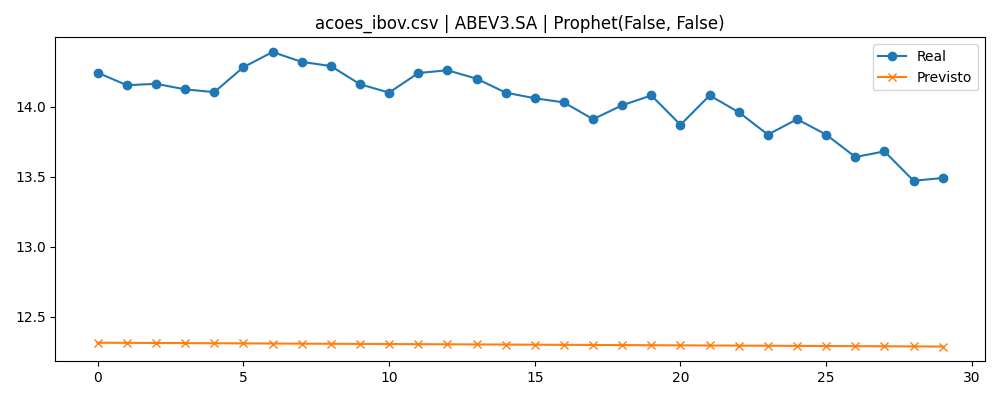 acoes_ibov.csv | ABEV3.SA | Prophet(False, False)
Real
Previsto
14.0
13.5
13.0
12.5
0 5 10 15 20 25 30